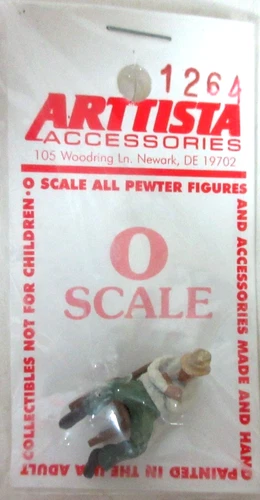 1264
ARTTISTA
ACCESSORIES
105 Woodring Ln. Newark, DE 19702
O SCALE ALL PEWTER FIGURES
AND ACCESSORIES MADE AND HAND
PAINTED IN THE U.S.A. ADULT
COLLECTIBLES NOT FOR CHILDREN •
O
SCALE